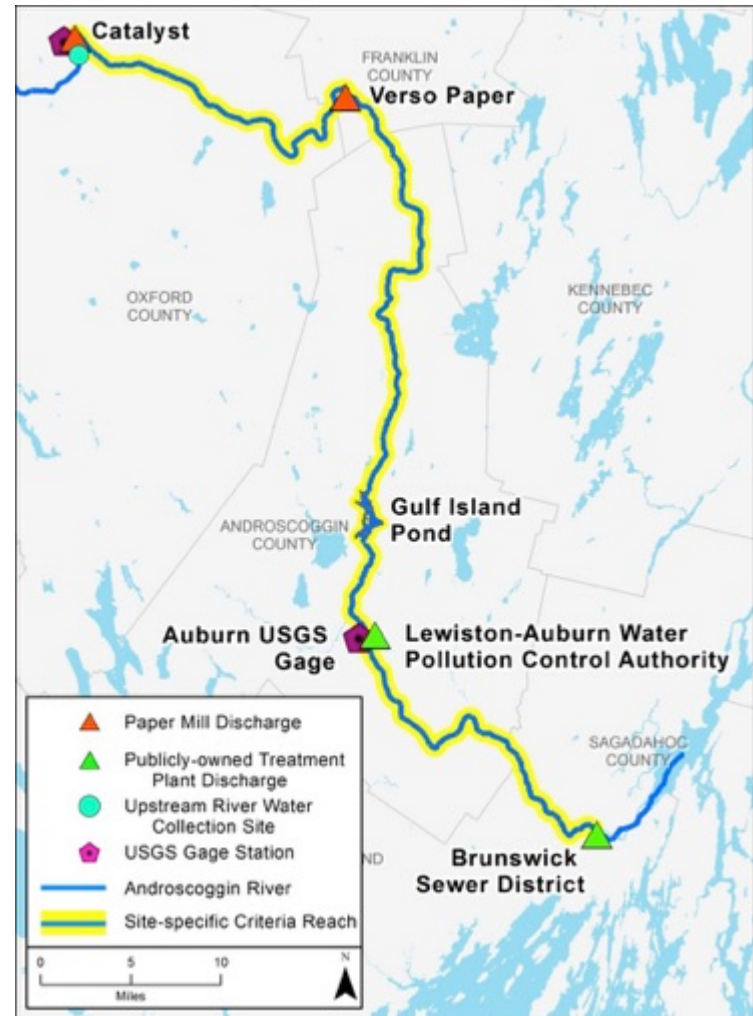 Catalyst
FRANKLIN
COUNTY
Verso Paper
OXFORD
COUNTY
KENNEBEC
COUNTY
Gulf Island
Pond
ANDROSCOGGIN
COUNTY
Auburn USGS
Gage
Lewiston-Auburn Water
Pollution Control Authority
SAGADAHOC
COUNTY
ND
Brunswick
Sewer District
Paper Mill Discharge
Publicly-owned Treatment
Plant Discharge
Upstream River Water
Collection Site
USGS Gage Station
Androscoggin River
Site-specific Criteria Reach
0 5 10
Miles
N